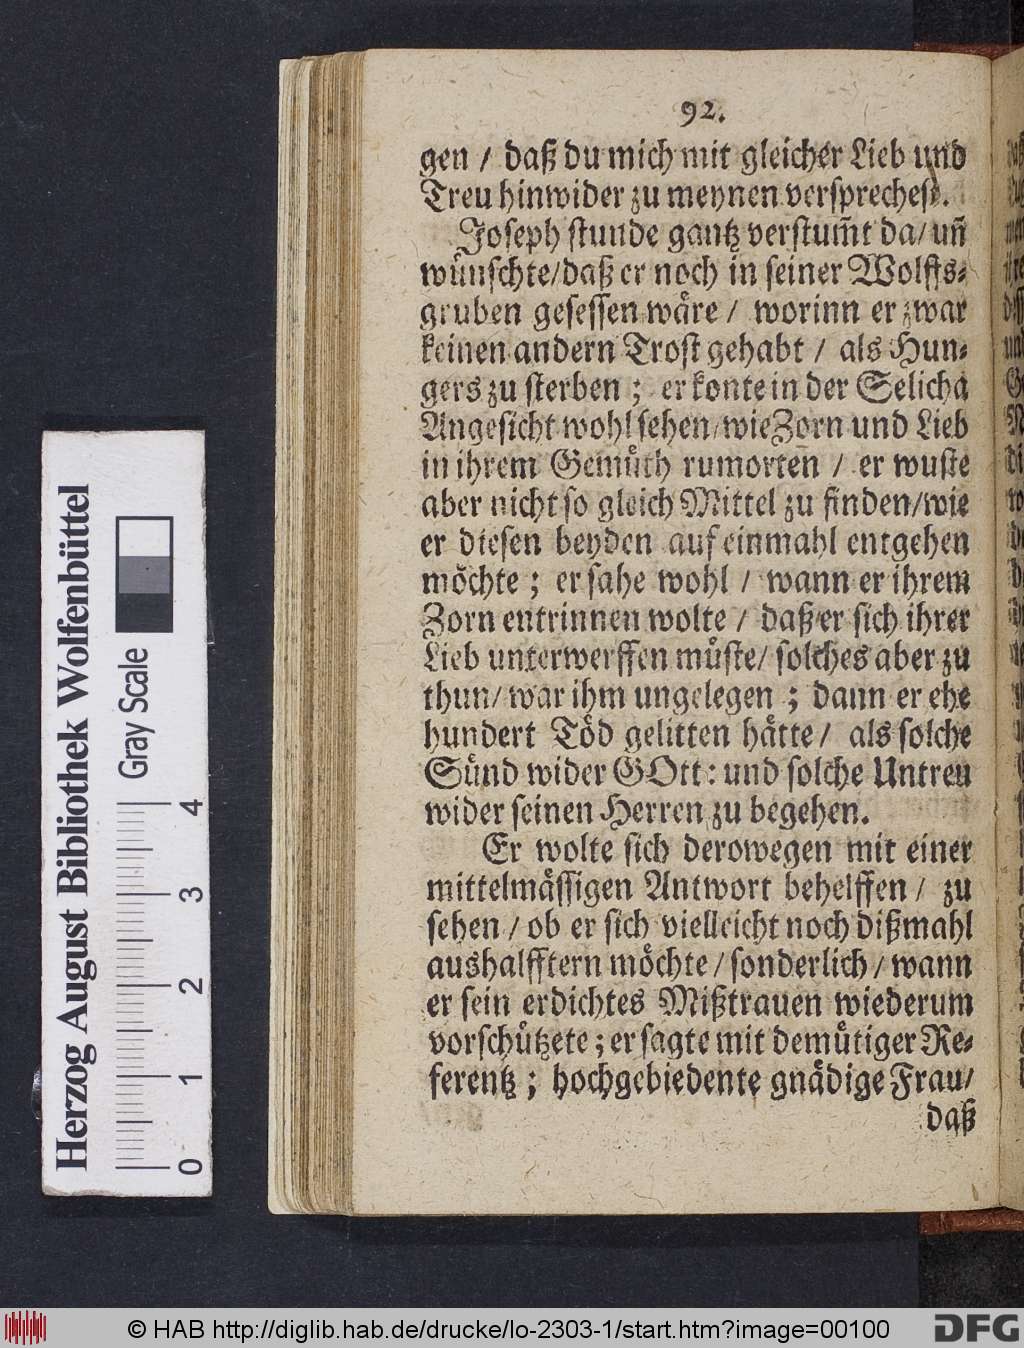 92.
gen / daß du mich mit gleicher Lieb und
Treu hinwider zu meynen versprechest.
Joseph stunde gantz verstum̃t da / uñ
wünschte / daß er noch in seiner Wolffs-
gruben gesessen wäre / worinn er zwar
keinen andern Trost gehabt / als Hun-
gers zu sterben ; er konte in der Selicha
Angesicht wohl sehen / wie Zorn und Lieb
in ihrem Gemüth rumorten / er wuste
aber nicht so gleich Mittel zu finden / wie
er diesen beyden auf einmahl entgehen
möchte ; er sahe wohl / wann er ihrem
Zorn entrinnen wolte / daß er sich ihrer
Lieb unterwerffen müste / solches aber zu
thun / war ihm ungelegen ; dann er ehe
hundert Töd gelitten hätte / als solche
Sünd wider GOtt : und solche Untreu
wider seinen Herren zu begehen.
Er wolte sich derowegen mit einer
mittelmässigen Antwort behelffen / zu
sehen / ob er sich vielleicht noch dißmahl
aushalfftern möchte / sonderlich / wann
er sein erdichtes Mißtrauen wiederum
vorschützete ; er sagte mit demütiger Re-
ferentz ; hochgebiedente gnädige Frau /
daß
Herzog August Bibliothek Wolfenbüttel
Gray Scale
0 1 2 3 4
© HAB http://diglib.hab.de/drucke/lo-2303-1/start.htm?image=00100
DFG